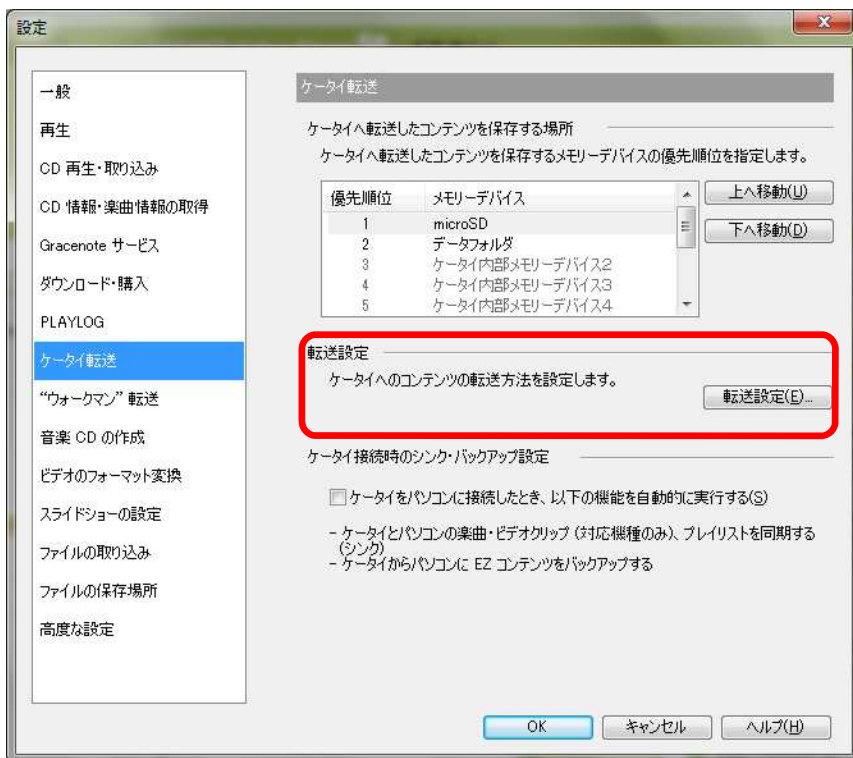 設定
一般
再生
CD 再生・取り込み
CD 情報・楽曲情報の取得
Gracenote サービス
ダウンロード・購入
PLAYLOG
ケータイ転送
“ウォークマン” 転送
音楽 CD の作成
ビデオのフォーマット変換
スライドショーの設定
ファイルの取り込み
ファイルの保存場所
高度な設定
ケータイ転送
ケータイへ転送したコンテンツを保存する場所
ケータイへ転送したコンテンツを保存するメモリーデバイスの優先順位を指定します。
優先順位 メモリーデバイス
1 microSD
2 データフォルダ
3 ケータイ内部メモリーデバイス2
4 ケータイ内部メモリーデバイス3
5 ケータイ内部メモリーデバイス4
上へ移動(U)
下へ移動(D)
転送設定
ケータイへのコンテンツの転送方法を設定します。
転送設定(E)...
ケータイ接続時のシンク・バックアップ設定
ケータイをパソコンに接続したとき、以下の機能を自動的に実行する(S)
- ケータイとパソコンの楽曲・ビデオクリップ (対応機種のみ)、プレイリストを同期する
(シンク)
- ケータイからパソコンに EZ コンテンツをバックアップする
OK
キャンセル
ヘルプ(H)